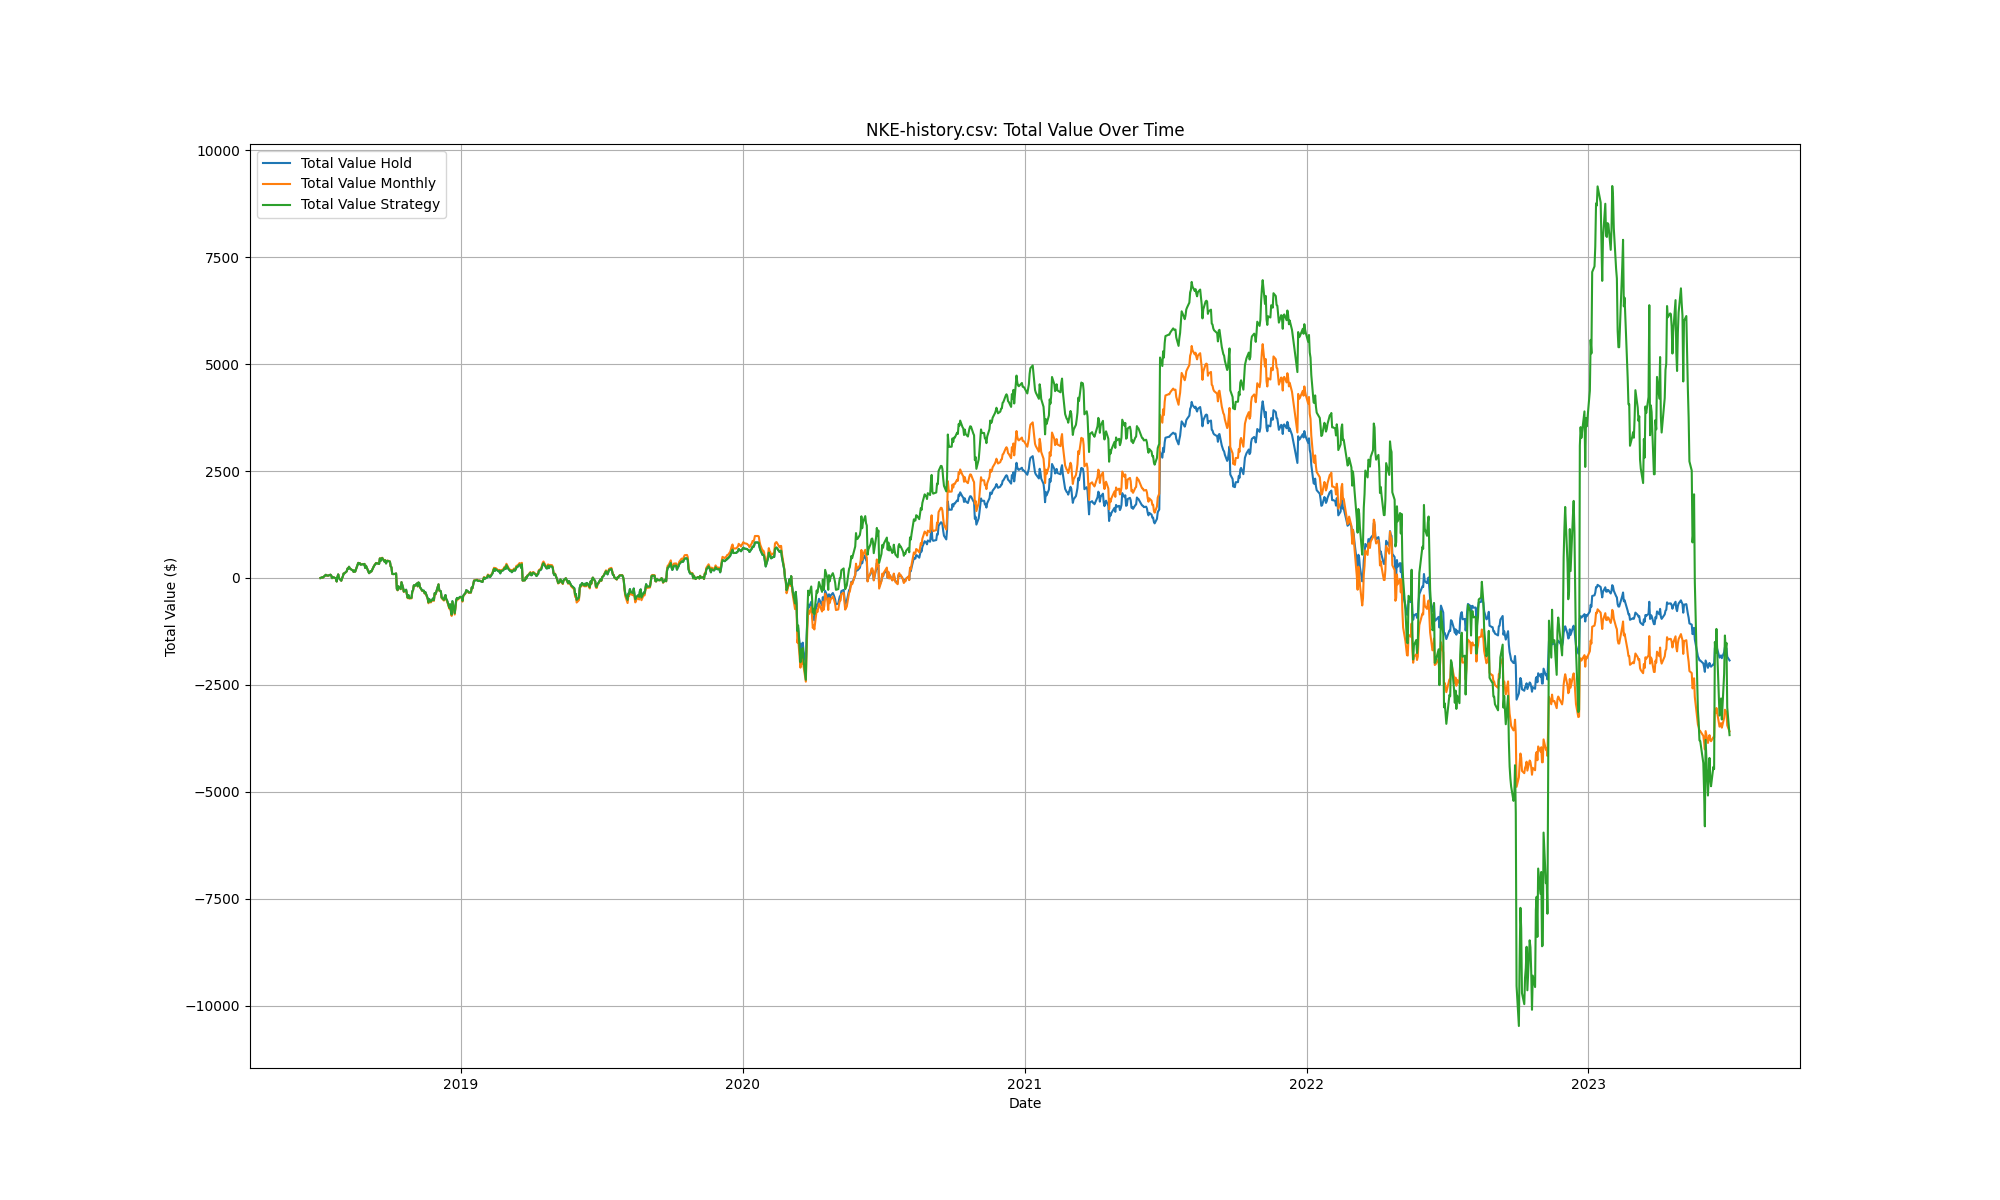 NKE-history.csv: Total Value Over Time
Total Value Hold
Total Value Monthly
Total Value Strategy
10000
7500
5000
2500
0
−2500
−5000
−7500
−10000
Total Value ($)
2019
2020
2021
2022
2023
Date